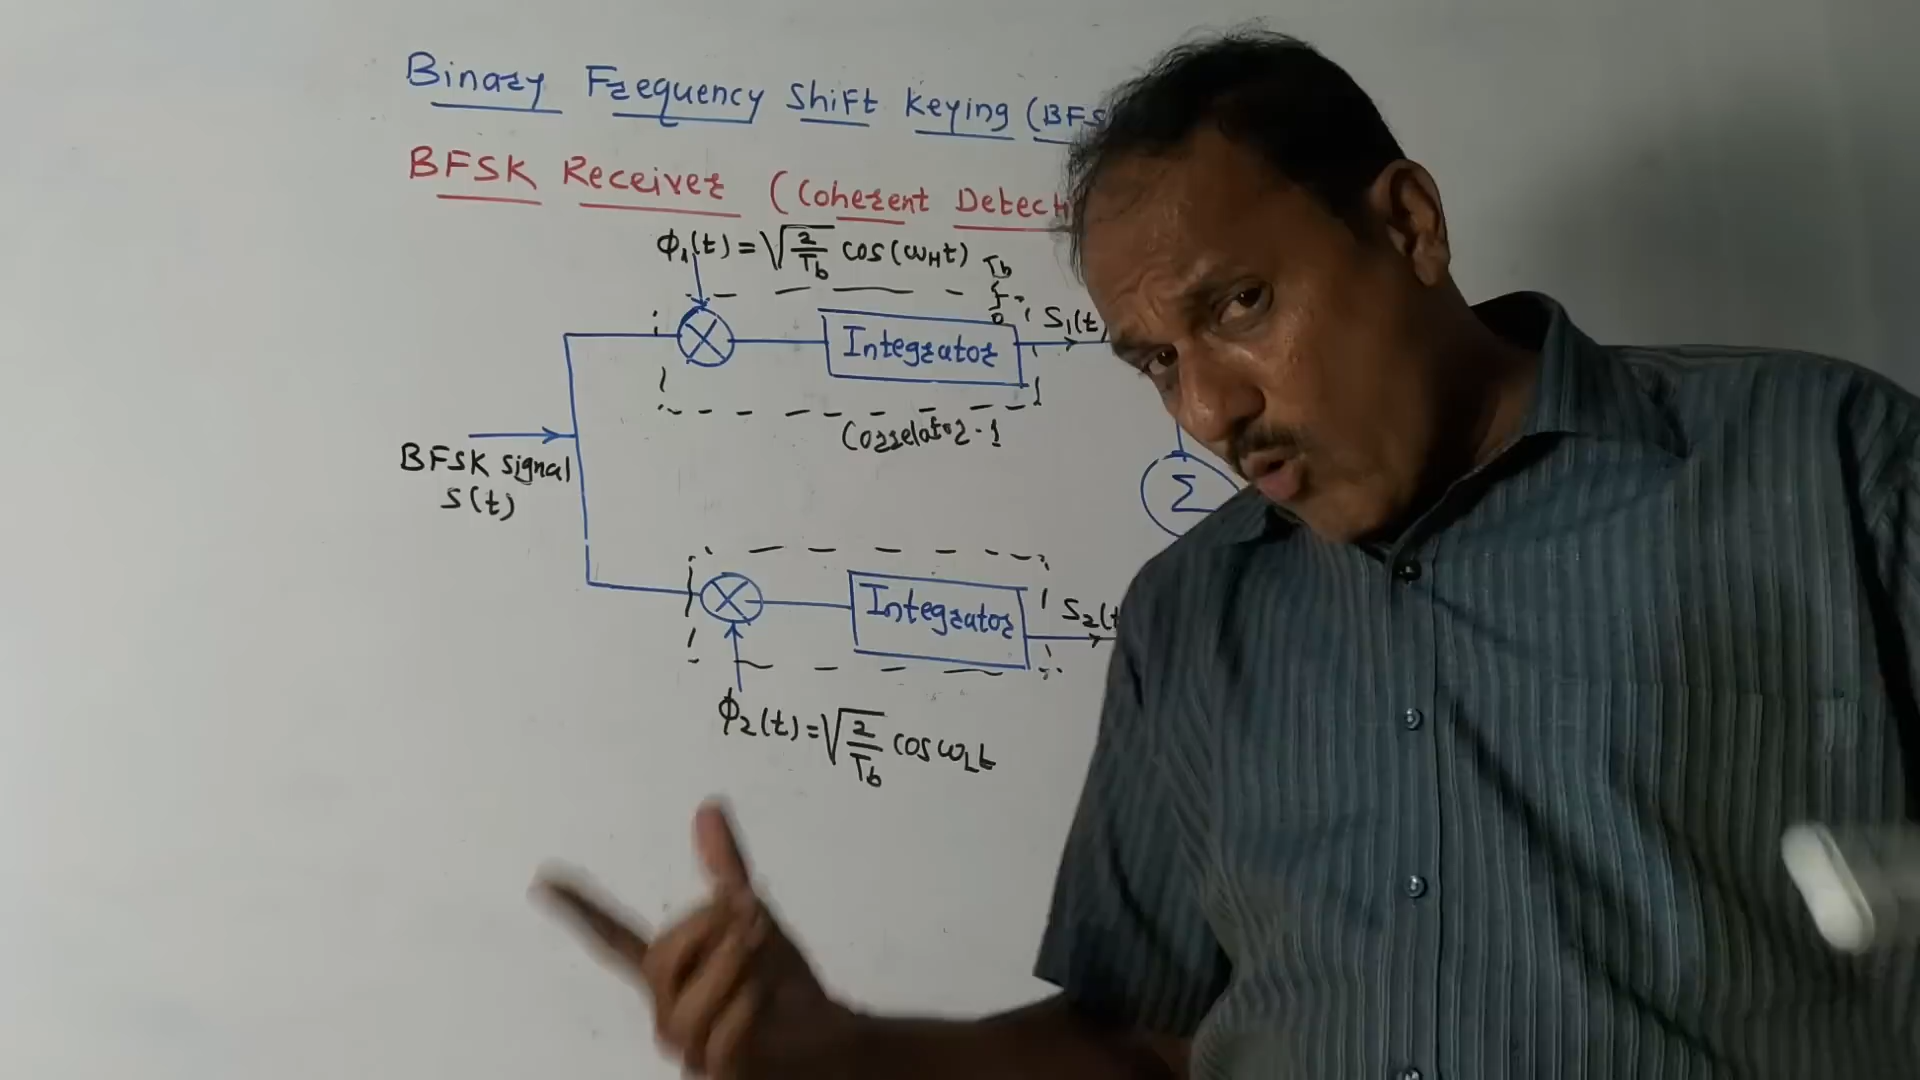 Binary Frequency Shift Keying (BFS
BFSK Receiver (Coherent Detecti
ϕ₁(t) = √(2/Tb) cos(ωHt)
Tb
∫
0
Integrator
S₁(t)
Correlator-1
BFSK signal
S(t)
Σ
Integrator
S₂(t
ϕ₂(t) = √(2/Tb) cos ωLt